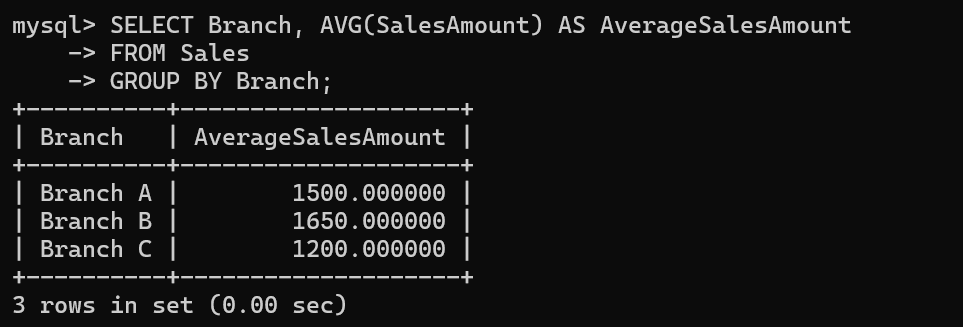 mysql> SELECT Branch, AVG(SalesAmount) AS AverageSalesAmount
    -> FROM Sales
    -> GROUP BY Branch;
+----------+--------------------+
| Branch   | AverageSalesAmount |
+----------+--------------------+
| Branch A |        1500.000000 |
| Branch B |        1650.000000 |
| Branch C |        1200.000000 |
+----------+--------------------+
3 rows in set (0.00 sec)